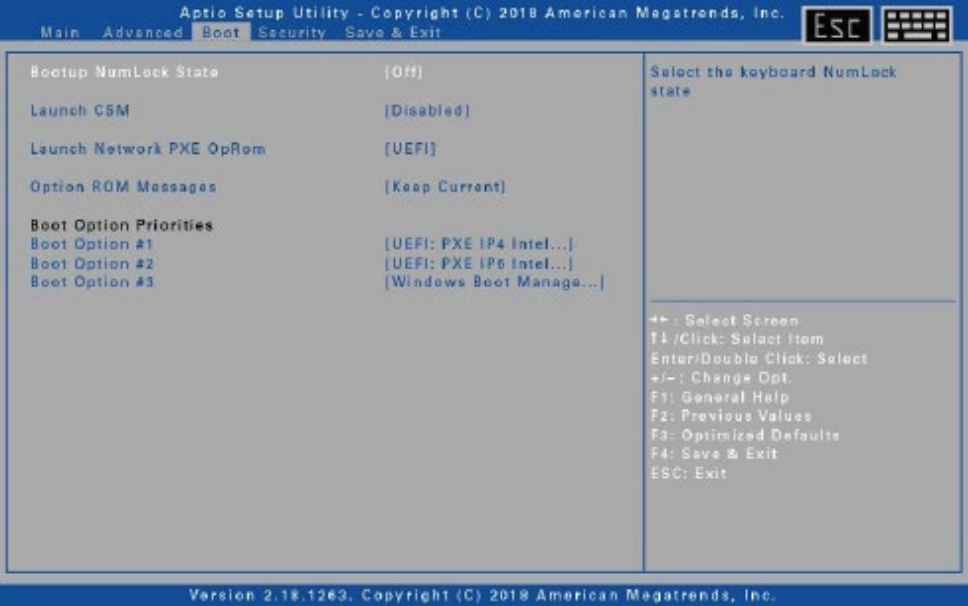 Aptio Setup Utility - Copyright (C) 2018 American Megatrends, Inc.
Main Advanced Boot Security Save & Exit
Esc
Bootup NumLock State [Off]
Launch CSM [Disabled]
Launch Network PXE OpRom [UEFI]
Option ROM Messages [Keep Current]
Boot Option Priorities
Boot Option #1 [UEFI: PXE IP4 Intel...]
Boot Option #2 [UEFI: PXE IP6 Intel...]
Boot Option #3 [Windows Boot Manage...]
Select the keyboard NumLock
state
→←: Select Screen
↑↓/Click: Select Item
Enter/Double Click: Select
+/-: Change Opt.
F1: General Help
F2: Previous Values
F3: Optimized Defaults
F4: Save & Exit
ESC: Exit
Version 2.18.1263. Copyright (C) 2018 American Megatrends, Inc.